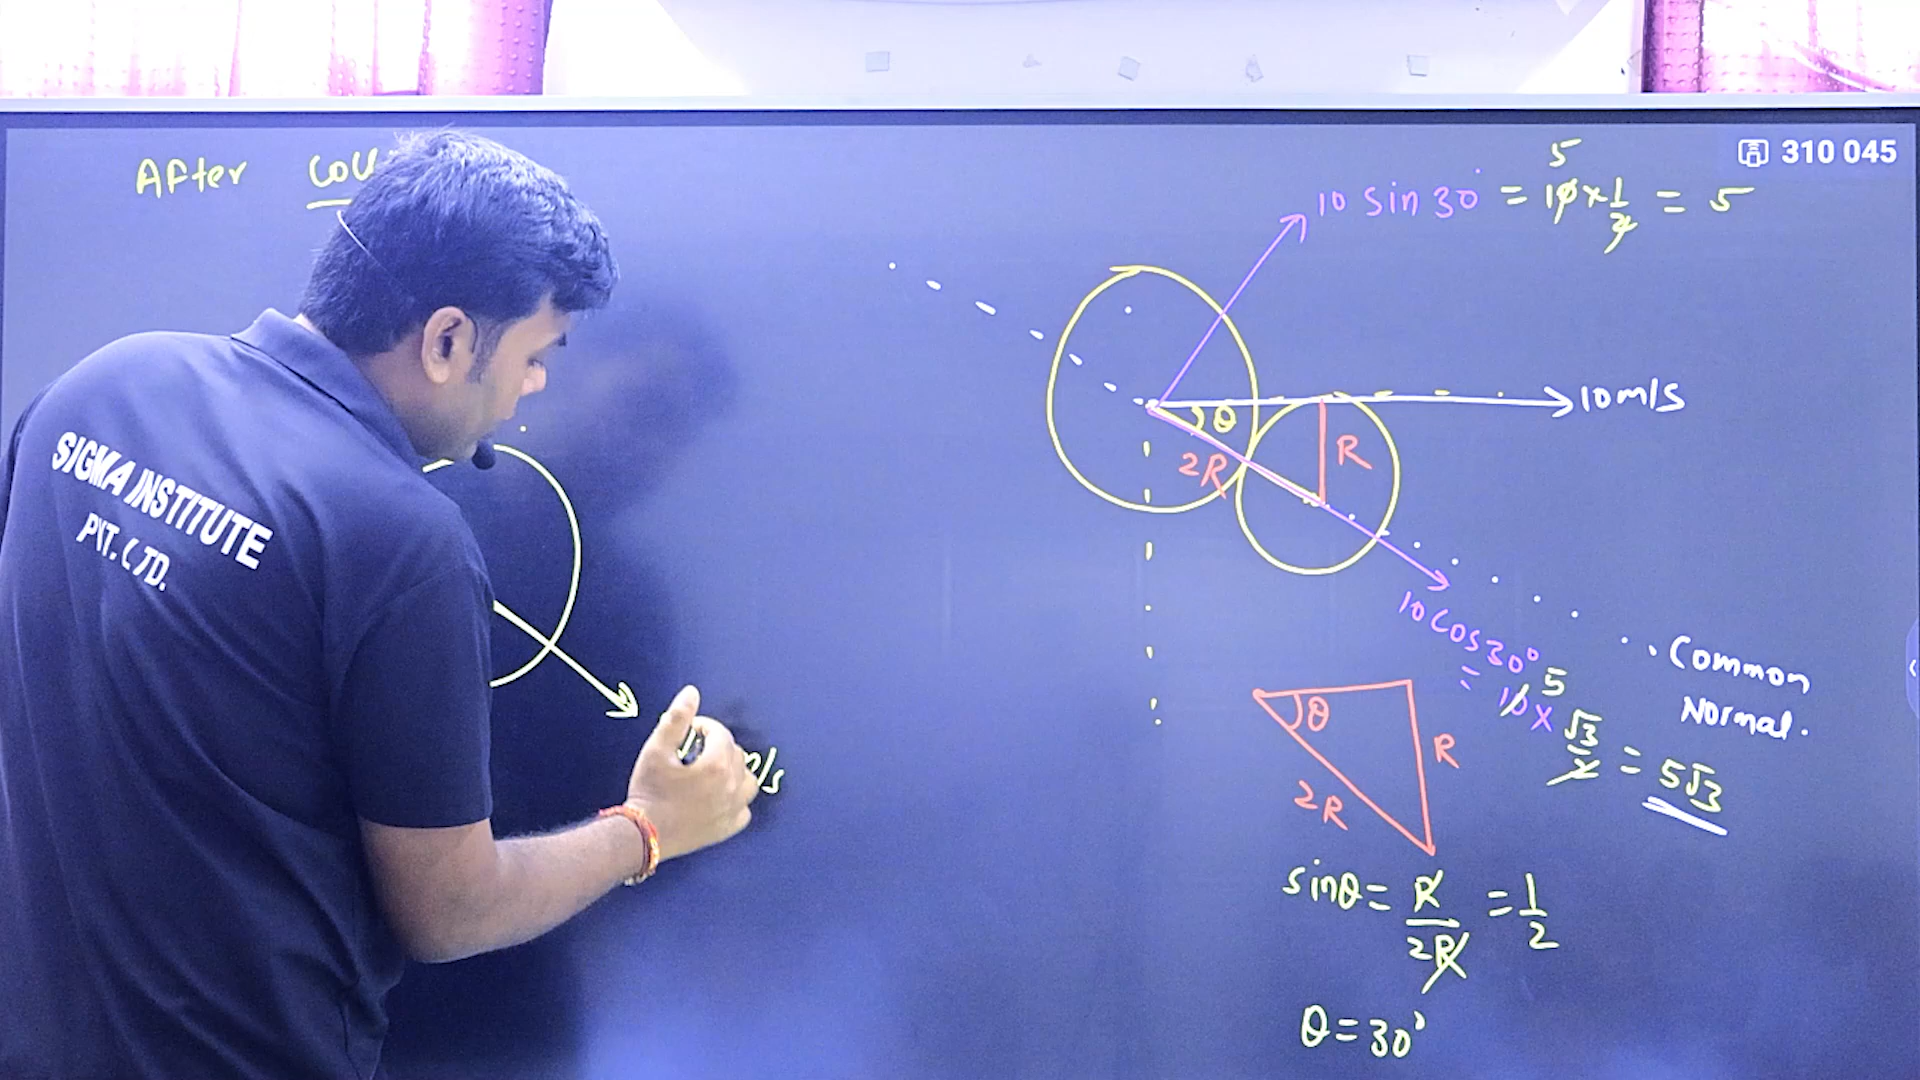 310 045
After
10 sin 30° = 10 × 1/2 = 5
5
10 m/s
θ
2R
R
10 cos 30°
= 10 × √3/2 = 5√3
5
Common
Normal.
θ
R
2R
sinθ = R/2R = 1/2
θ = 30°
m/s
SIGMA INSTITUTE
PVT. LTD.